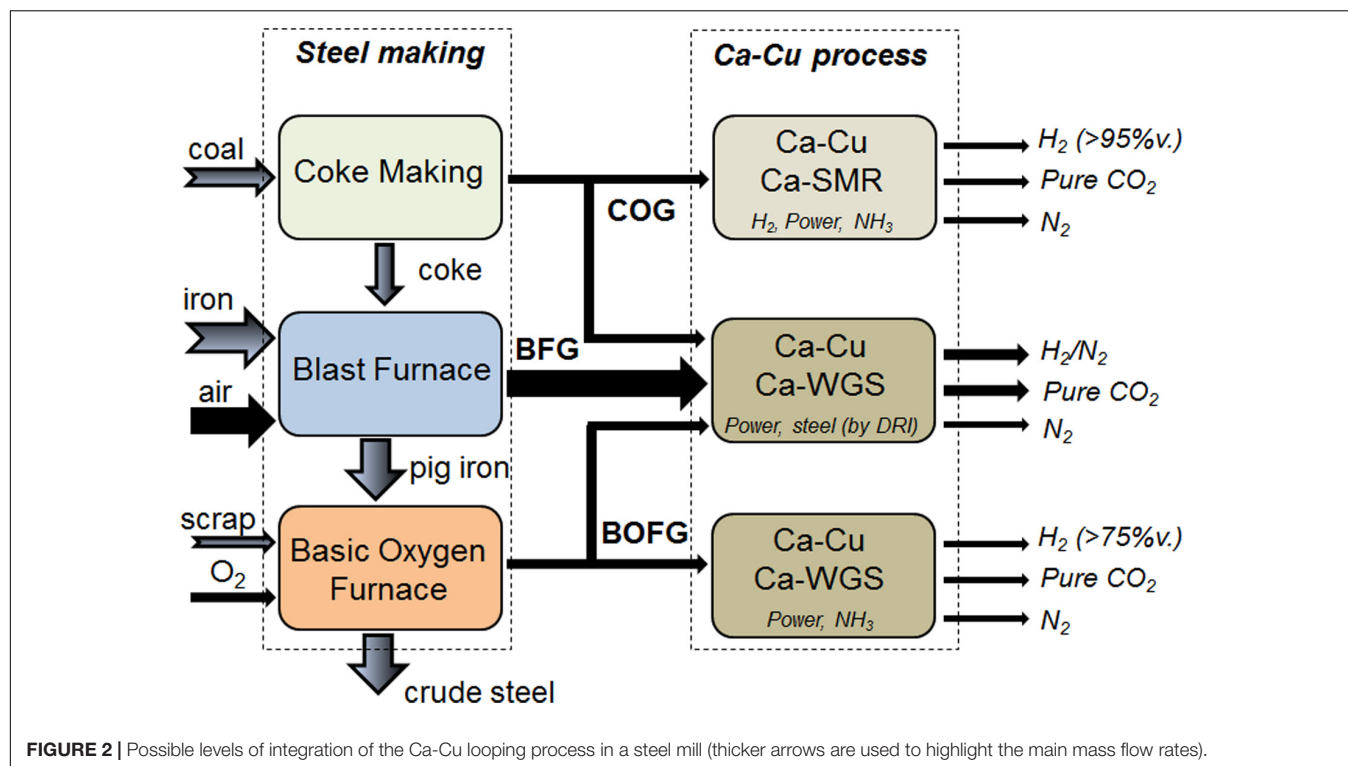 Steel making
Ca-Cu process
coal
Coke Making
COG
Ca-Cu
Ca-SMR
H₂, Power, NH₃
H₂ (>95%v.)
Pure CO₂
N₂
coke
iron
air
Blast Furnace
BFG
Ca-Cu
Ca-WGS
Power, steel (by DRI)
H₂/N₂
Pure CO₂
N₂
pig iron
scrap
O₂
Basic Oxygen
Furnace
BOFG
Ca-Cu
Ca-WGS
Power, NH₃
H₂ (>75%v.)
Pure CO₂
N₂
crude steel
FIGURE 2 | Possible levels of integration of the Ca-Cu looping process in a steel mill (thicker arrows are used to highlight the main mass flow rates).